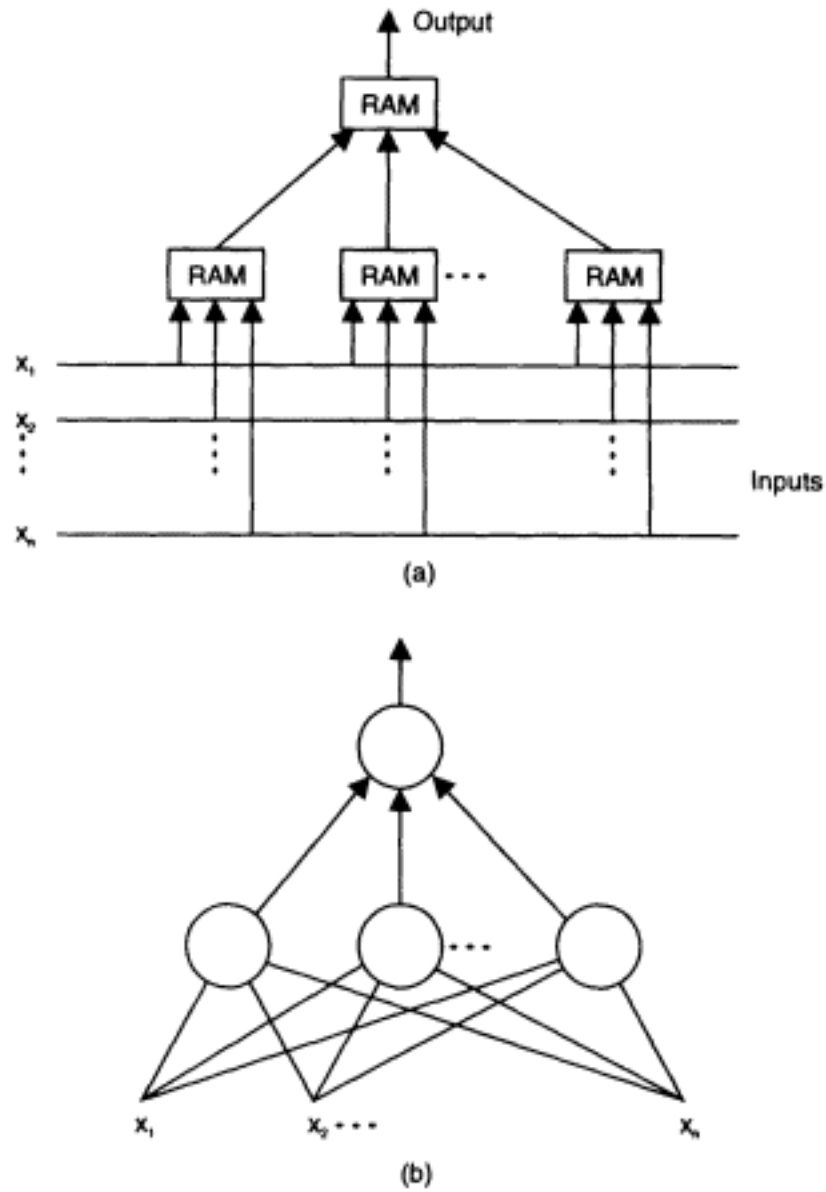 Output
RAM
RAM RAM ... RAM
x₁
x₂
⋮ ⋮ ⋮ ⋮
Inputs
xₙ
(a)
x₁ x₂ ... xₙ
(b)